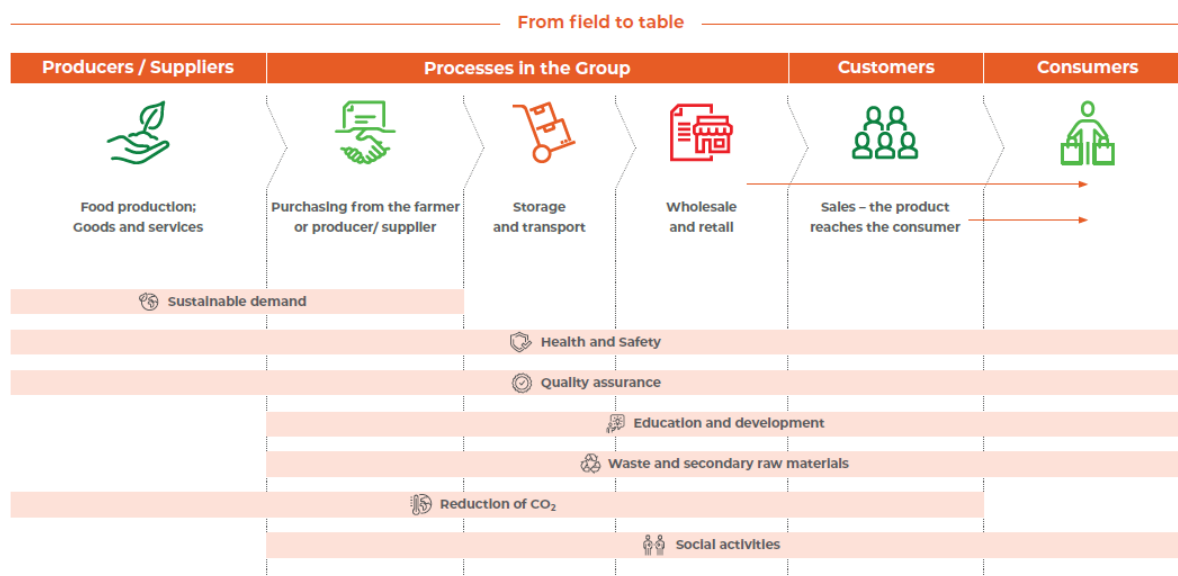 From field to table
Producers / Suppliers
Processes in the Group
Customers
Consumers
Food production;
Goods and services
Purchasing from the farmer
or producer/ supplier
Storage
and transport
Wholesale
and retail
Sales – the product
reaches the consumer
Sustainable demand
Health and Safety
Quality assurance
Education and development
Waste and secondary raw materials
Reduction of CO₂
Social activities